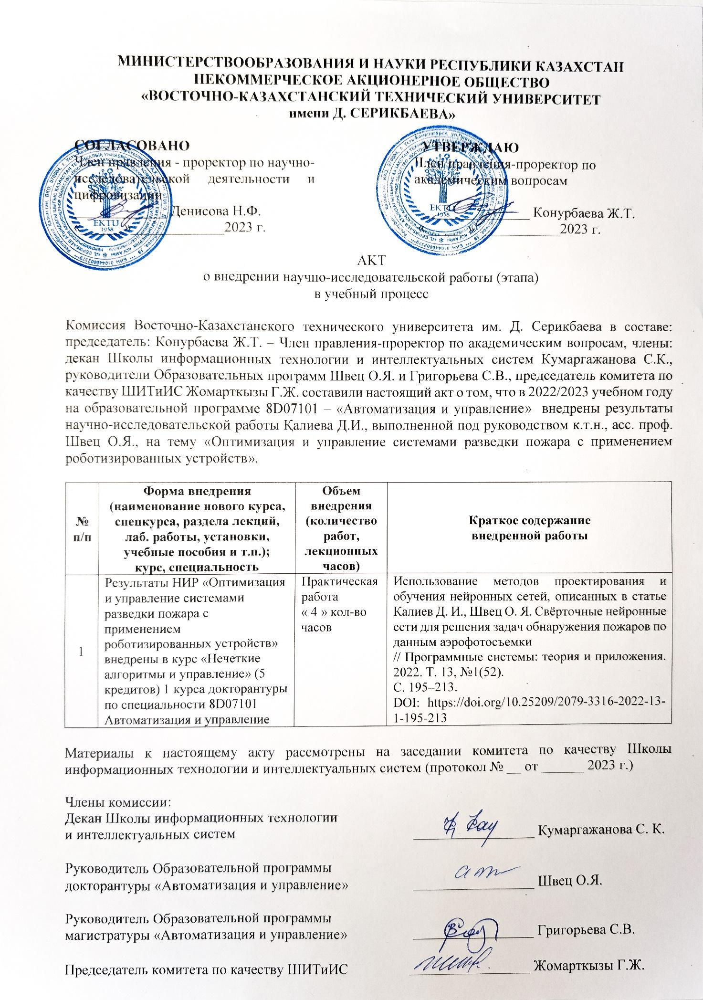 МИНИСТЕРСТВООБРАЗОВАНИЯ И НАУКИ РЕСПУБЛИКИ КАЗАХСТАН
НЕКОММЕРЧЕСКОЕ АКЦИОНЕРНОЕ ОБЩЕСТВО
«ВОСТОЧНО-КАЗАХСТАНСКИЙ ТЕХНИЧЕСКИЙ УНИВЕРСИТЕТ
имени Д. СЕРИКБАЕВА»
СОГЛАСОВАНО
Член правления - проректор по научно-
исследовательской деятельности и
цифровизации
Денисова Н.Ф.
2023 г.
EKTU
1958
УТВЕРЖДАЮ
Член правления-проректор по
академическим вопросам
Конурбаева Ж.Т.
2023 г.
EKTU
1958
АКТ
о внедрении научно-исследовательской работы (этапа)
в учебный процесс
Комиссия Восточно-Казахстанского технического университета им. Д. Серикбаева в составе:
председатель: Конурбаева Ж.Т. – Член правления-проректор по академическим вопросам, члены:
декан Школы информационных технологии и интеллектуальных систем Кумаргажанова С.К.,
руководители Образовательных программ Швец О.Я. и Григорьева С.В., председатель комитета по
качеству ШИТиИС Жомарткызы Г.Ж. составили настоящий акт о том, что в 2022/2023 учебном году
на образовательной программе 8D07101 – «Автоматизация и управление» внедрены результаты
научно-исследовательской работы Қалиева Д.И., выполненной под руководством к.т.н., асс. проф.
Швец О.Я., на тему «Оптимизация и управление системами разведки пожара с применением
роботизированных устройств».
№
п/п
Форма внедрения
(наименование нового курса,
спецкурса, раздела лекций,
лаб. работы, установки,
учебные пособия и т.п.);
курс, специальность
Объем
внедрения
(количество
работ,
лекционных
часов)
Краткое содержание
внедренной работы
1
Результаты НИР «Оптимизация
и управление системами
разведки пожара с
применением
роботизированных устройств»
внедрены в курс «Нечеткие
алгоритмы и управление» (5
кредитов) 1 курса докторантуры
по специальности 8D07101
Автоматизация и управление
Практическая
работа
« 4 » кол-во
часов
Использование методов проектирования и
обучения нейронных сетей, описанных в статье
Калиев Д. И., Швец О. Я. Свёрточные нейронные
сети для решения задач обнаружения пожаров по
данным аэрофотосъемки
// Программные системы: теория и приложения.
2022. Т. 13, №1(52).
С. 195–213.
DOI: https://doi.org/10.25209/2079-3316-2022-13-
1-195-213
Материалы к настоящему акту рассмотрены на заседании комитета по качеству Школы
информационных технологии и интеллектуальных систем (протокол № __ от ______ 2023 г.)
Члены комиссии:
Декан Школы информационных технологии
и интеллектуальных систем
Кумаргажанова С. К.
Руководитель Образовательной программы
докторантуры «Автоматизация и управление»
Швец О.Я.
Руководитель Образовательной программы
магистратуры «Автоматизация и управление»
Григорьева С.В.
Председатель комитета по качеству ШИТиИС
Жомарткызы Г.Ж.